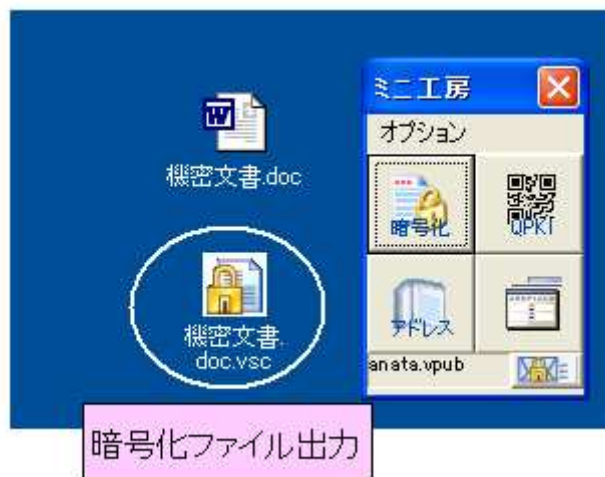 ミニ工房
オプション
機密文書.doc
暗号化
QPKI
機密文書.
doc.vsc
アドレス
anata.vpub
暗号化ファイル出力